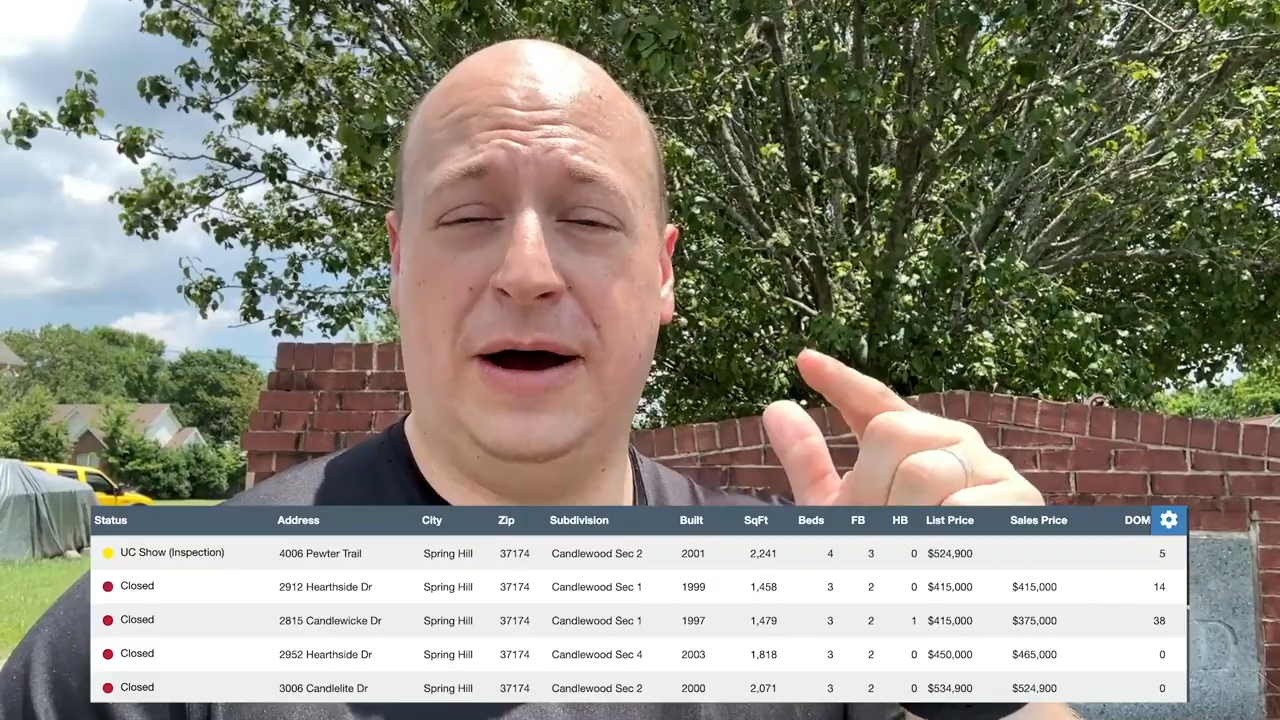 Status Address City Zip Subdivision Built SqFt Beds FB HB List Price Sales Price DOM
UC Show (Inspection) 4006 Pewter Trail Spring Hill 37174 Candlewood Sec 2 2001 2,241 4 3 0 $524,900 5
Closed 2912 Hearthside Dr Spring Hill 37174 Candlewood Sec 1 1999 1,458 3 2 0 $415,000 $415,000 14
Closed 2815 Candlewicke Dr Spring Hill 37174 Candlewood Sec 1 1997 1,479 3 2 1 $415,000 $375,000 38
Closed 2952 Hearthside Dr Spring Hill 37174 Candlewood Sec 4 2003 1,818 3 2 0 $450,000 $465,000 0
Closed 3006 Candlelite Dr Spring Hill 37174 Candlewood Sec 2 2000 2,071 3 2 0 $534,900 $524,900 0